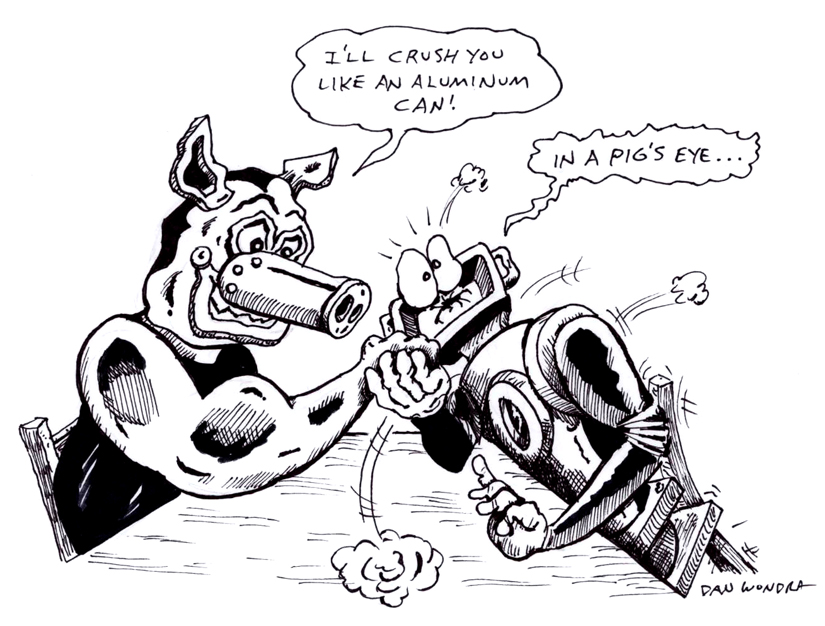 I'LL CRUSH YOU
LIKE AN ALUMINUM
CAN!
IN A PIG'S EYE...
DAN WONDRA